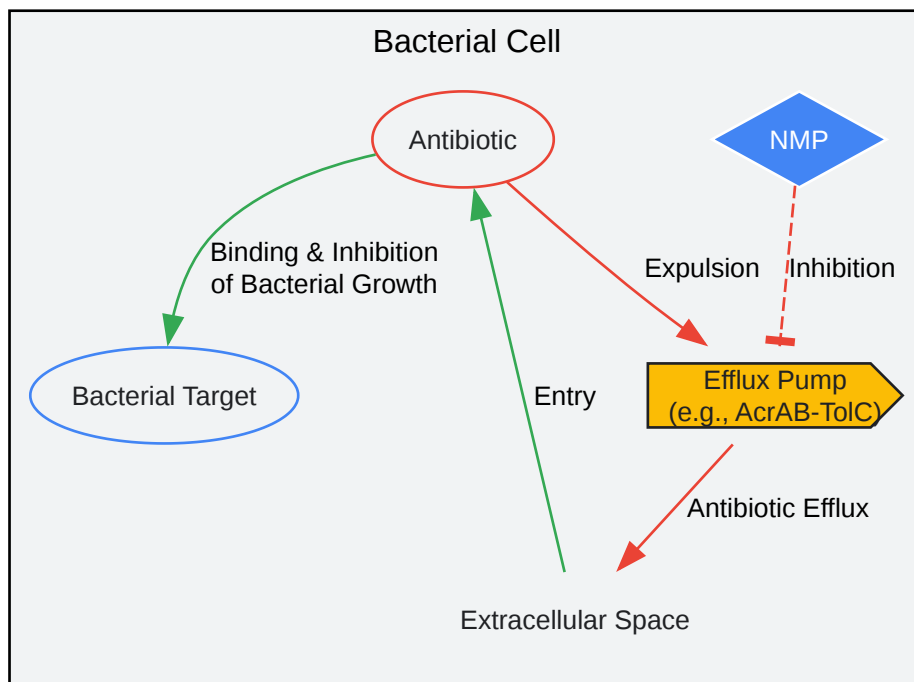 Bacterial Cell
Antibiotic
NMP
Binding & Inhibition
of Bacterial Growth
Expulsion
Inhibition
Bacterial Target
Entry
Efflux Pump
(e.g., AcrAB-TolC)
Antibiotic Efflux
Extracellular Space